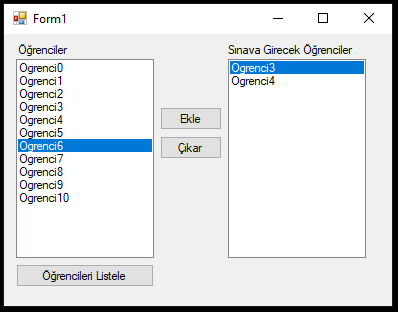 Form1
Öğrenciler
Ogrenci0
Ogrenci1
Ogrenci2
Ogrenci3
Ogrenci4
Ogrenci5
Ogrenci6
Ogrenci7
Ogrenci8
Ogrenci9
Ogrenci10
Öğrencileri Listele
Ekle
Çıkar
Sınava Girecek Öğrenciler
Ogrenci3
Ogrenci4